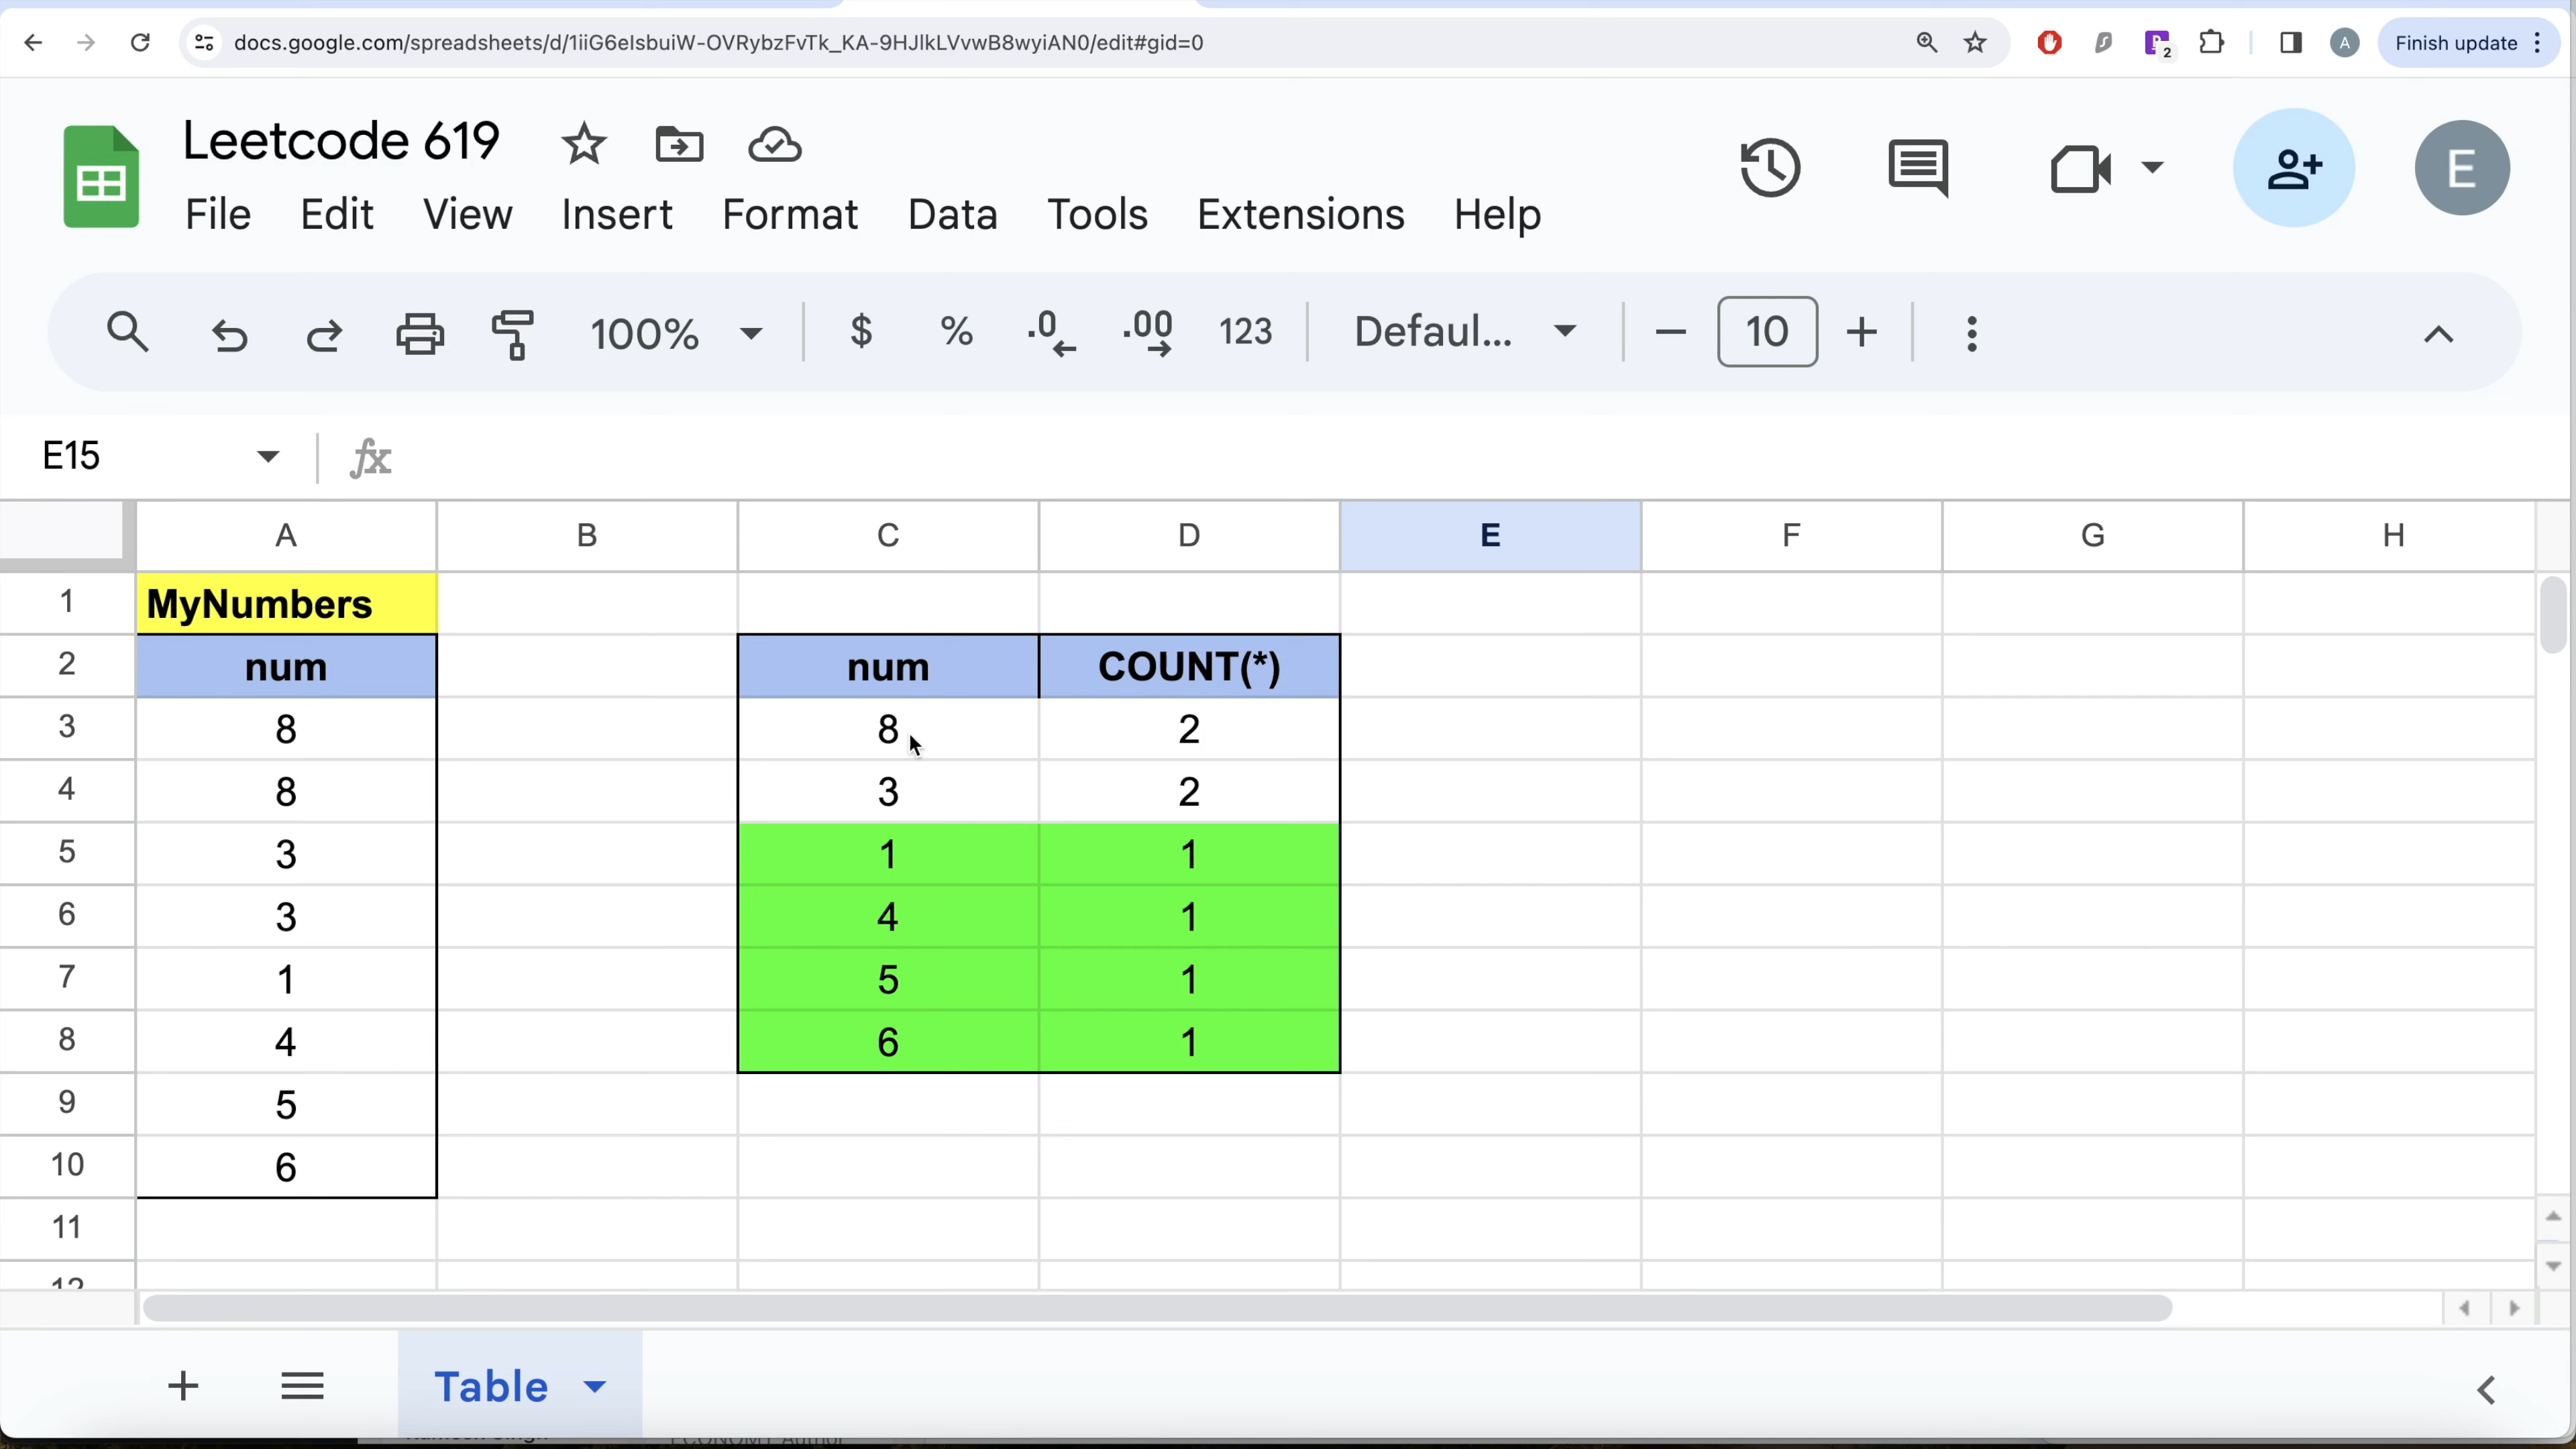 docs.google.com/spreadsheets/d/1iiG6eIsbuiW-OVRybzFvTk_KA-9HJlkLVvwB8wyiAN0/edit#gid=0
2
A
Finish update
Leetcode 619
File Edit View Insert Format Data Tools Extensions Help
E
100% $ % .0 .00 123 Defaul... 10
E15 fx
A B C D E F G H
1 MyNumbers
2 num num COUNT(*)
3 8 8 2
4 8 3 2
5 3 1 1
6 3 4 1
7 1 5 1
8 4 6 1
9 5
10 6
11
12
Table